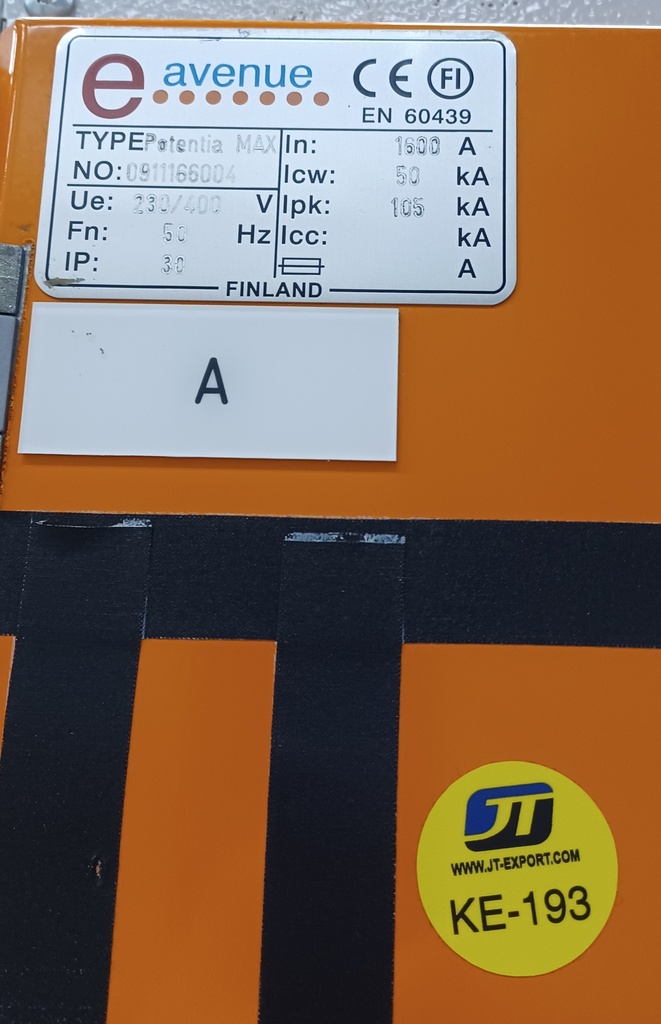 e avenue CE FI
EN 60439
TYPE Potentia MAX In: 1600 A
NO: 0911166004 Icw: 50 kA
Ue: 230/400 V Ipk: 105 kA
Fn: 50 Hz Icc: kA
IP: 30 A
FINLAND
A
JT
WWW.JT-EXPORT.COM
KE-193